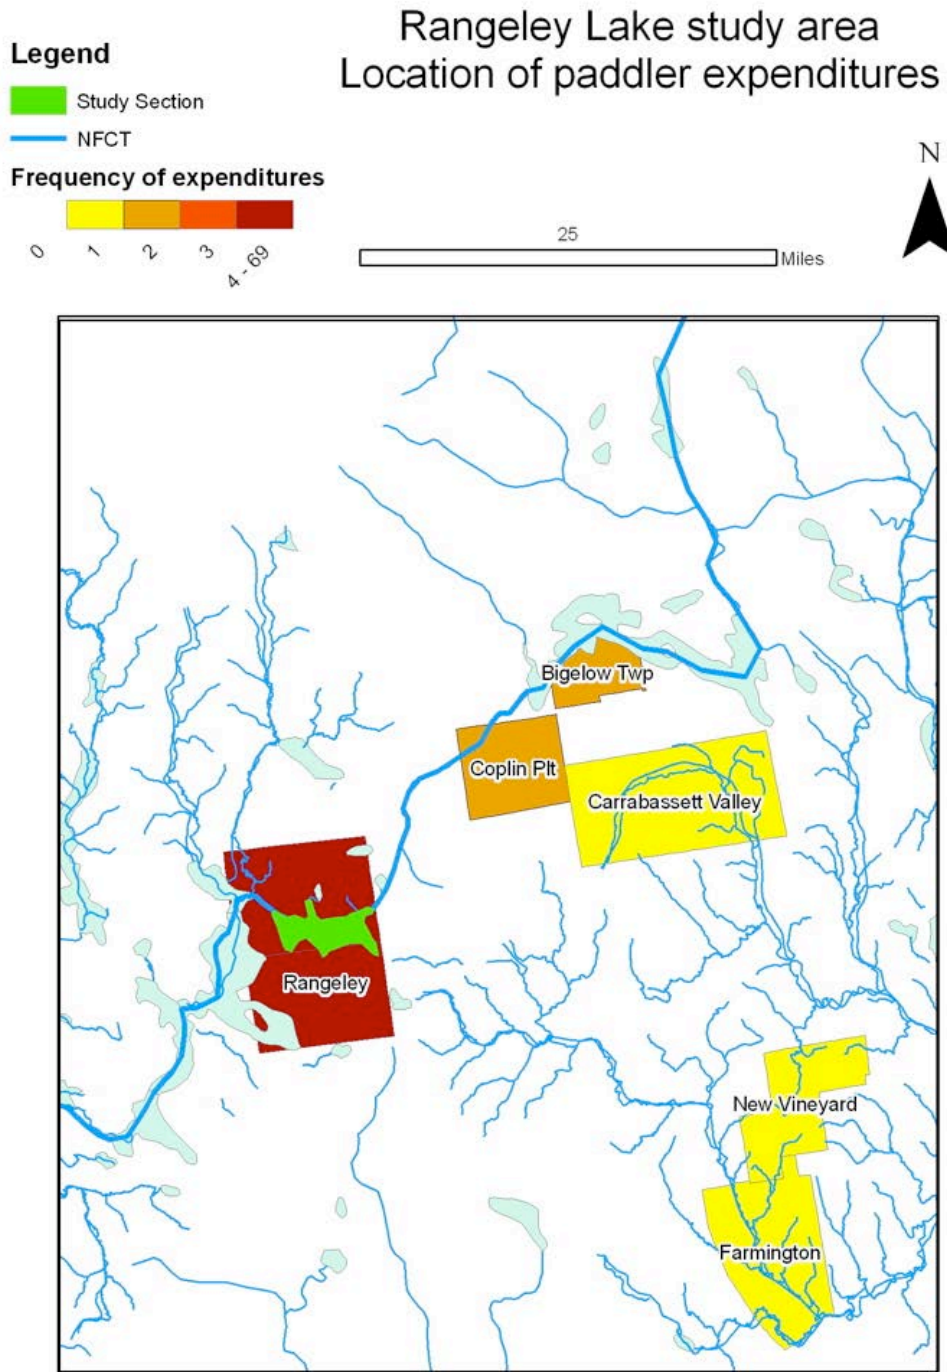 Rangeley Lake study area
Location of paddler expenditures
Legend
Study Section
NFCT
Frequency of expenditures
0
1
2
3
4 - 69
N
25
Miles
Bigelow Twp
Coplin Plt
Carrabassett Valley
Rangeley
New Vineyard
Farmington